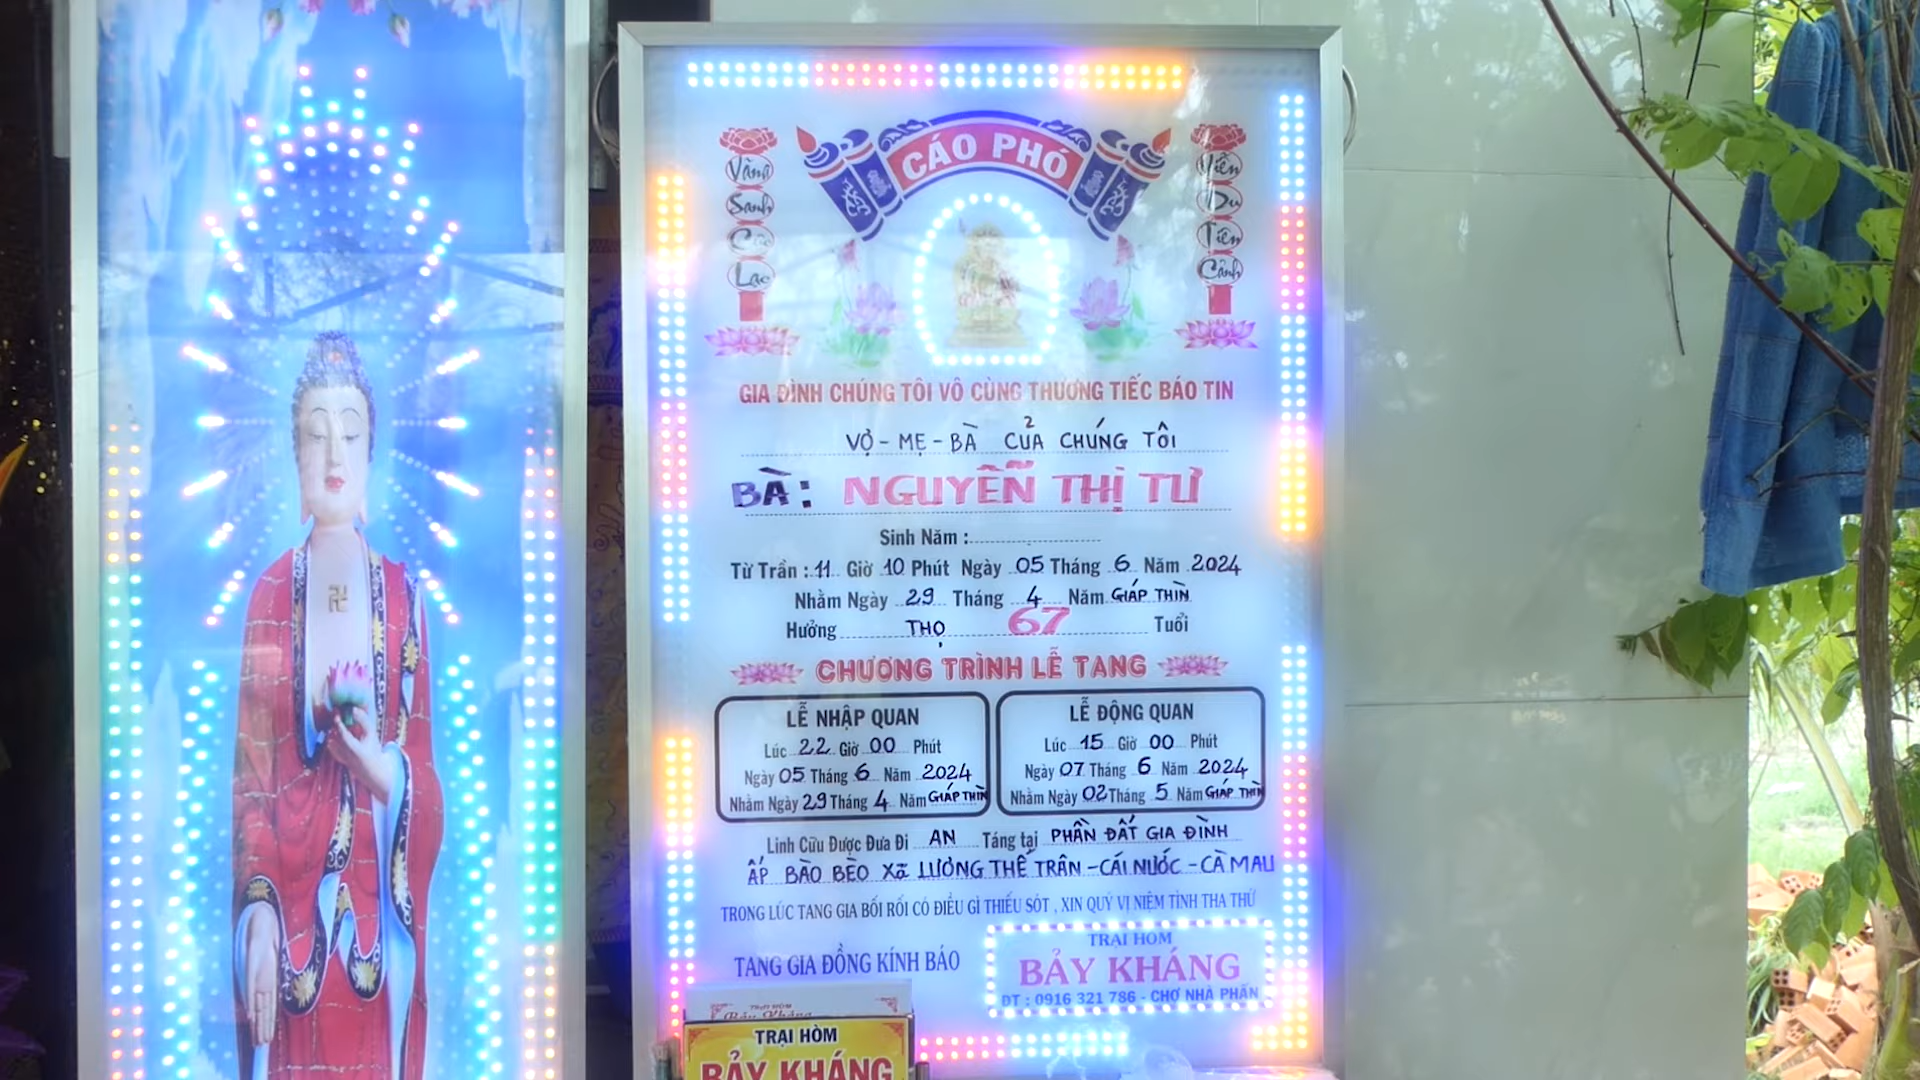 CÁO PHÓ
Vãng
Sanh
Cực
Lạc
Viễn
Du
Tiên
Cảnh
GIA ĐÌNH CHÚNG TÔI VÔ CÙNG THƯƠNG TIẾC BÁO TIN
VỢ - MẸ - BÀ CỦA CHÚNG TÔI
BÀ: NGUYỄN THỊ TƯ
Sinh Năm :
Từ Trần : 11 Giờ 10 Phút Ngày 05 Tháng 6 Năm 2024
Nhằm Ngày 29 Tháng 4 Năm GIÁP THÌN
Hưởng THỌ 67 Tuổi
CHƯƠNG TRÌNH LỄ TANG
LỄ NHẬP QUAN
Lúc 22 Giờ 00 Phút
Ngày 05 Tháng 6 Năm 2024
Nhằm Ngày 29 Tháng 4 Năm GIÁP THÌN
LỄ ĐỘNG QUAN
Lúc 15 Giờ 00 Phút
Ngày 07 Tháng 6 Năm 2024
Nhằm Ngày 02 Tháng 5 Năm GIÁP THÌN
Linh Cữu Được Đưa Đi AN Táng tại PHẦN ĐẤT GIA ĐÌNH
ẤP BÀO BÈO Xã LƯƠNG THẾ TRÂN - CÁI NƯỚC - CÀ MAU
TRONG LÚC TANG GIA BỐI RỐI CÓ ĐIỀU GÌ THIẾU SÓT , XIN QUÝ VỊ NIỆM TÌNH THA THỨ
TANG GIA ĐỒNG KÍNH BÁO
TRẠI HÒM
BẢY KHÁNG
ĐT : 0916 321 786 - CHỢ NHÀ PHẤN
TRẠI HÒM
Bảy Kháng
TRẠI HÒM
BẢY KHÁNG